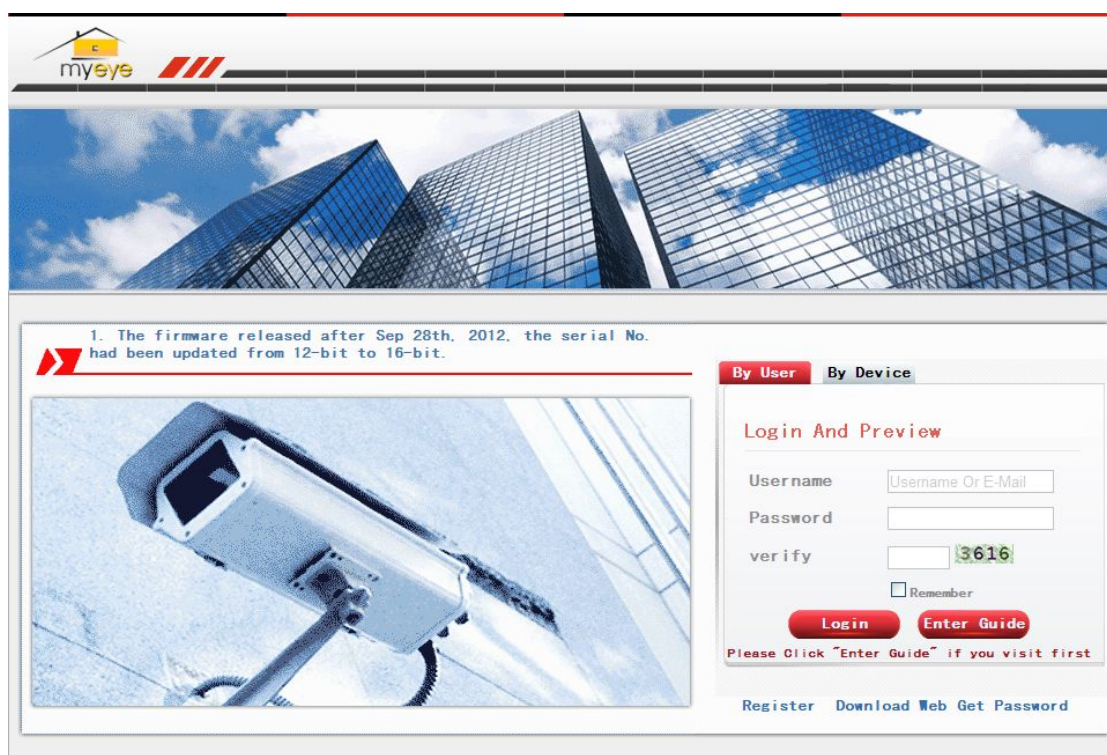 myeye
1. The firmware released after Sep 28th, 2012, the serial No.
had been updated from 12-bit to 16-bit.
By User By Device
Login And Preview
Username Username Or E-Mail
Password
verify 3616
Remember
Login Enter Guide
Please Click "Enter Guide" if you visit first
Register Download Web Get Password